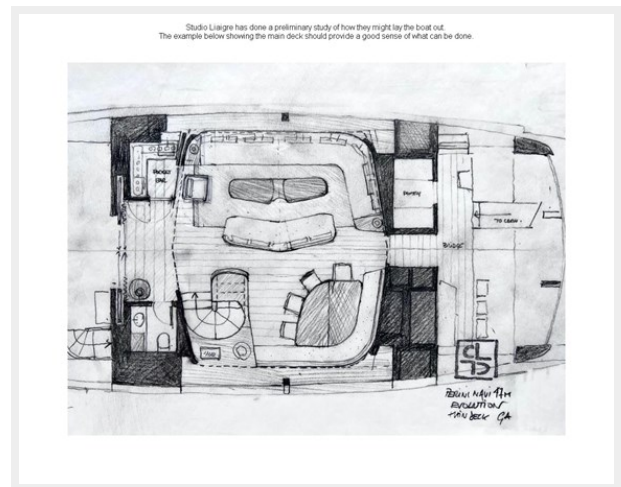 Studio Liaigre has done a preliminary study of how they might lay the boat out.
The example below showing the main deck should provide a good sense of what can be done.
BAR
PANTRY
TO CREW
BRIDGE
CL
PERINI NAVI 47M
EVOLUTION
MAIN DECK GA